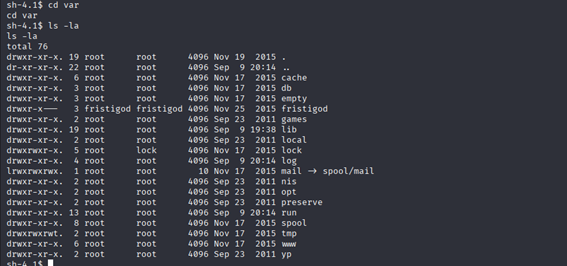 sh-4.1$ cd var
cd var
sh-4.1$ ls -la
ls -la
total 76
drwxr-xr-x. 19 root      root      4096 Nov 19  2015 .
dr-xr-xr-x. 22 root      root      4096 Sep  9 20:14 ..
drwxr-xr-x.  6 root      root      4096 Nov 17  2015 cache
drwxr-xr-x.  3 root      root      4096 Nov 17  2015 db
drwxr-xr-x.  3 root      root      4096 Nov 17  2015 empty
drwxr-x---   3 fristigod fristigod 4096 Nov 25  2015 fristigod
drwxr-xr-x.  2 root      root      4096 Sep 23  2011 games
drwxr-xr-x. 19 root      root      4096 Sep  9 19:38 lib
drwxr-xr-x.  2 root      root      4096 Sep 23  2011 local
drwxrwxr-x.  5 root      lock      4096 Nov 17  2015 lock
drwxr-xr-x.  4 root      root      4096 Sep  9 20:14 log
lrwxrwxrwx.  1 root      root        10 Nov 17  2015 mail -> spool/mail
drwxr-xr-x.  2 root      root      4096 Sep 23  2011 nis
drwxr-xr-x.  2 root      root      4096 Sep 23  2011 opt
drwxr-xr-x.  2 root      root      4096 Sep 23  2011 preserve
drwxr-xr-x. 13 root      root      4096 Sep  9 20:14 run
drwxr-xr-x.  8 root      root      4096 Nov 17  2015 spool
drwxrwxrwt.  2 root      root      4096 Nov 17  2015 tmp
drwxr-xr-x.  6 root      root      4096 Nov 17  2015 www
drwxr-xr-x.  2 root      root      4096 Sep 23  2011 yp
sh-4.1$